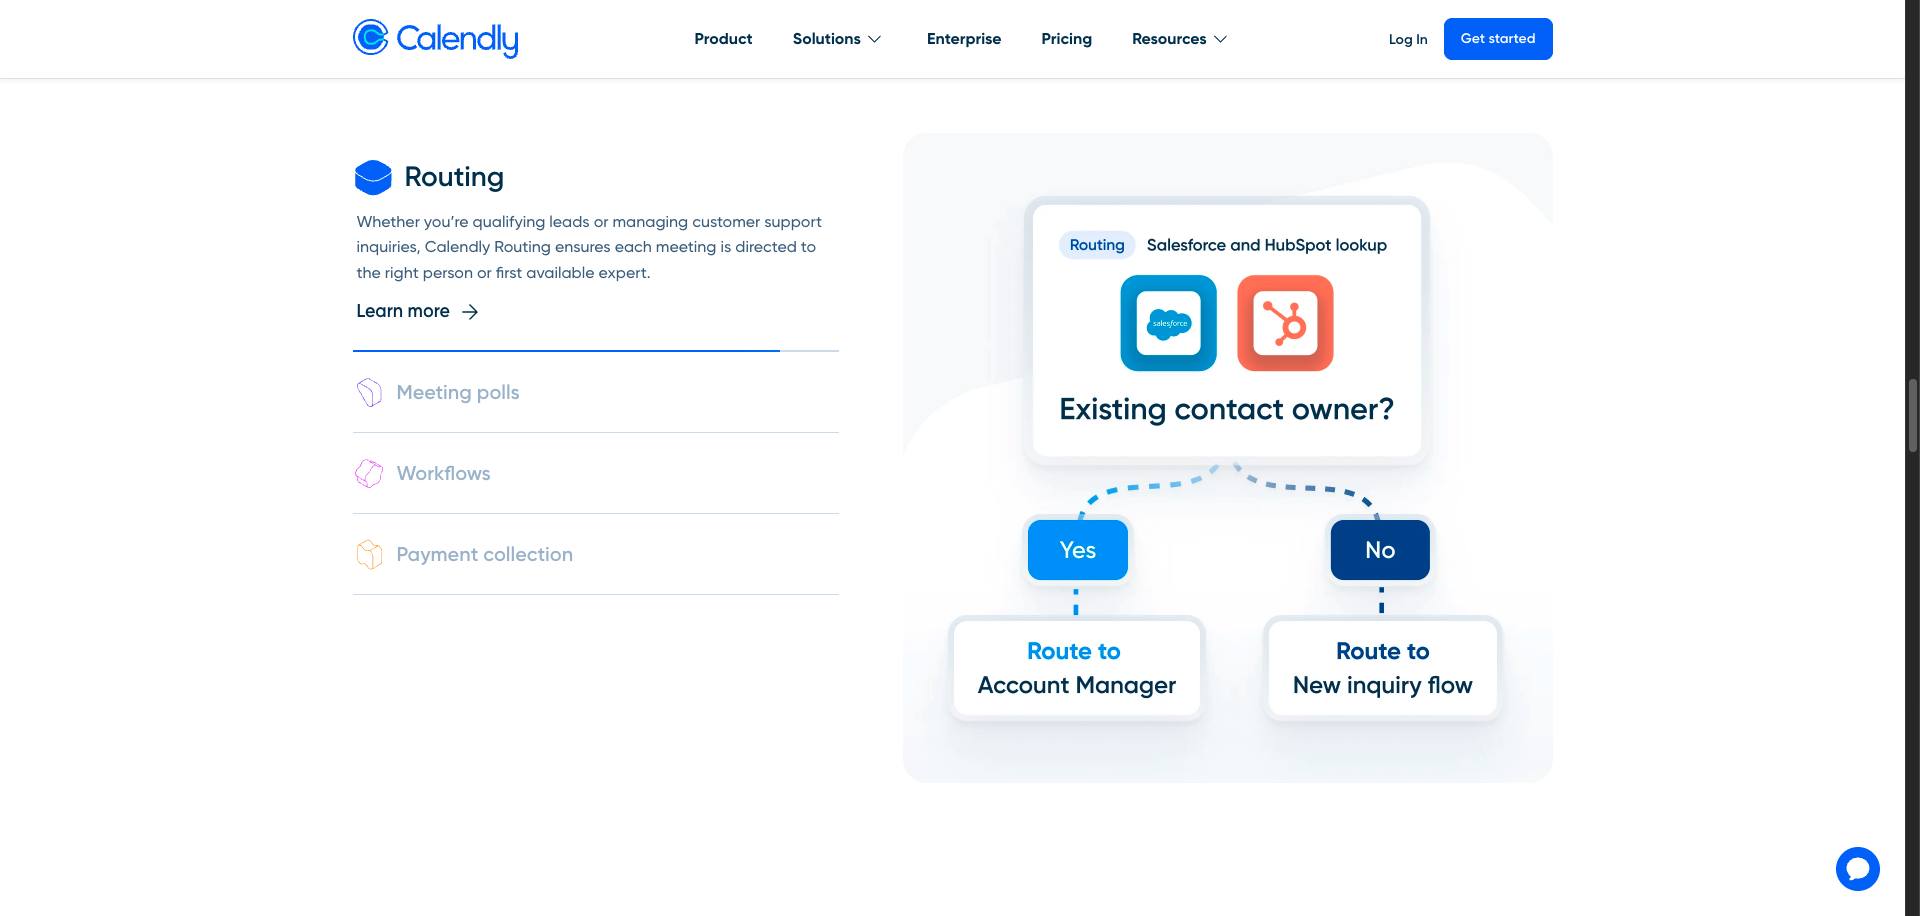 Calendly
Product
Solutions
Enterprise
Pricing
Resources
Log In
Get started
Routing
Whether you’re qualifying leads or managing customer support
inquiries, Calendly Routing ensures each meeting is directed to
the right person or first available expert.
Learn more
Meeting polls
Workflows
Payment collection
Routing
Salesforce and HubSpot lookup
salesforce
Existing contact owner?
Yes
No
Route to
Account Manager
Route to
New inquiry flow